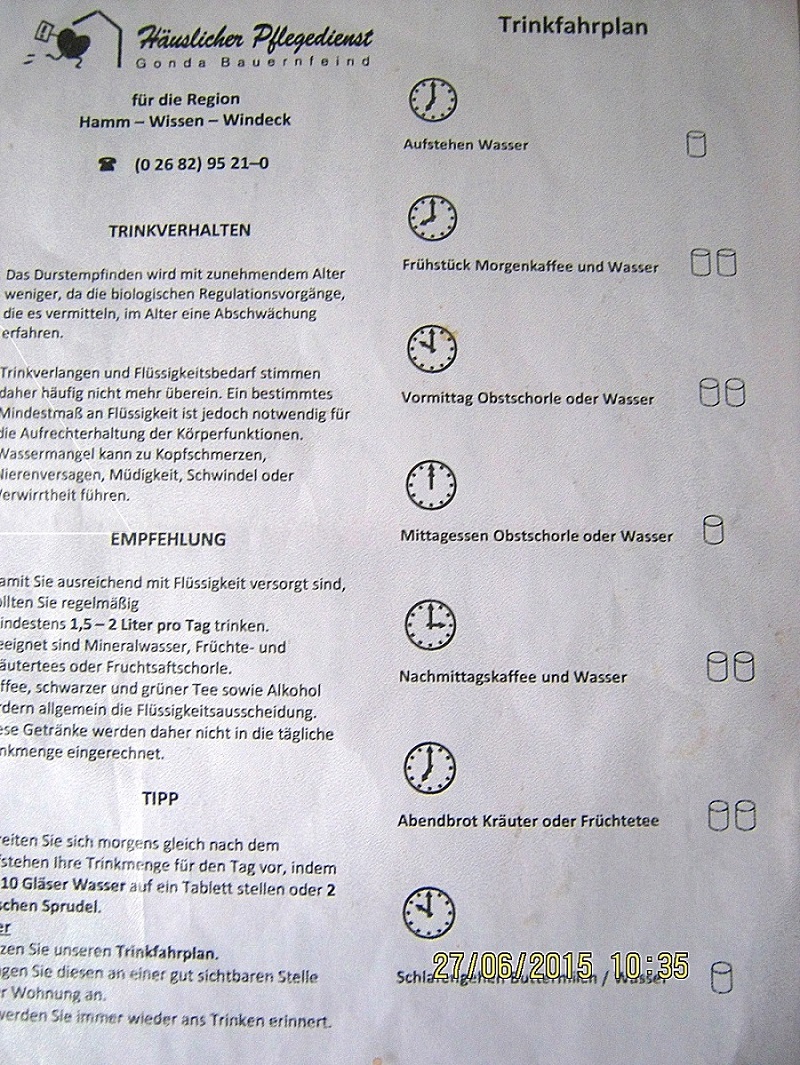 Häuslicher Pflegedienst
Gonda Bauernfeind
für die Region
Hamm – Wissen – Windeck
☎ (0 26 82) 95 21–0
TRINKVERHALTEN
Das Durstempfinden wird mit zunehmendem Alter
weniger, da die biologischen Regulationsvorgänge,
die es vermitteln, im Alter eine Abschwächung
erfahren.
Trinkverlangen und Flüssigkeitsbedarf stimmen
daher häufig nicht mehr überein. Ein bestimmtes
Mindestmaß an Flüssigkeit ist jedoch notwendig für
die Aufrechterhaltung der Körperfunktionen.
Wassermangel kann zu Kopfschmerzen,
Nierenversagen, Müdigkeit, Schwindel oder
Verwirrtheit führen.
EMPFEHLUNG
amit Sie ausreichend mit Flüssigkeit versorgt sind,
ollten Sie regelmäßig
indestens 1,5 – 2 Liter pro Tag trinken.
eeignet sind Mineralwasser, Früchte- und
äutertees oder Fruchtsaftschorle.
ffee, schwarzer und grüner Tee sowie Alkohol
rdern allgemein die Flüssigkeitsausscheidung.
ese Getränke werden daher nicht in die tägliche
nkmenge eingerechnet.
TIPP
reiten Sie sich morgens gleich nach dem
fstehen Ihre Trinkmenge für den Tag vor, indem
10 Gläser Wasser auf ein Tablett stellen oder 2
schen Sprudel.
er
zen Sie unseren Trinkfahrplan.
gen Sie diesen an einer gut sichtbaren Stelle
r Wohnung an.
werden Sie immer wieder ans Trinken erinnert.
Trinkfahrplan
Aufstehen Wasser
Frühstück Morgenkaffee und Wasser
Vormittag Obstschorle oder Wasser
Mittagessen Obstschorle oder Wasser
Nachmittagskaffee und Wasser
Abendbrot Kräuter oder Früchtetee
Schlafengehen Buttermilch / Wasser
27/06/2015 10:35